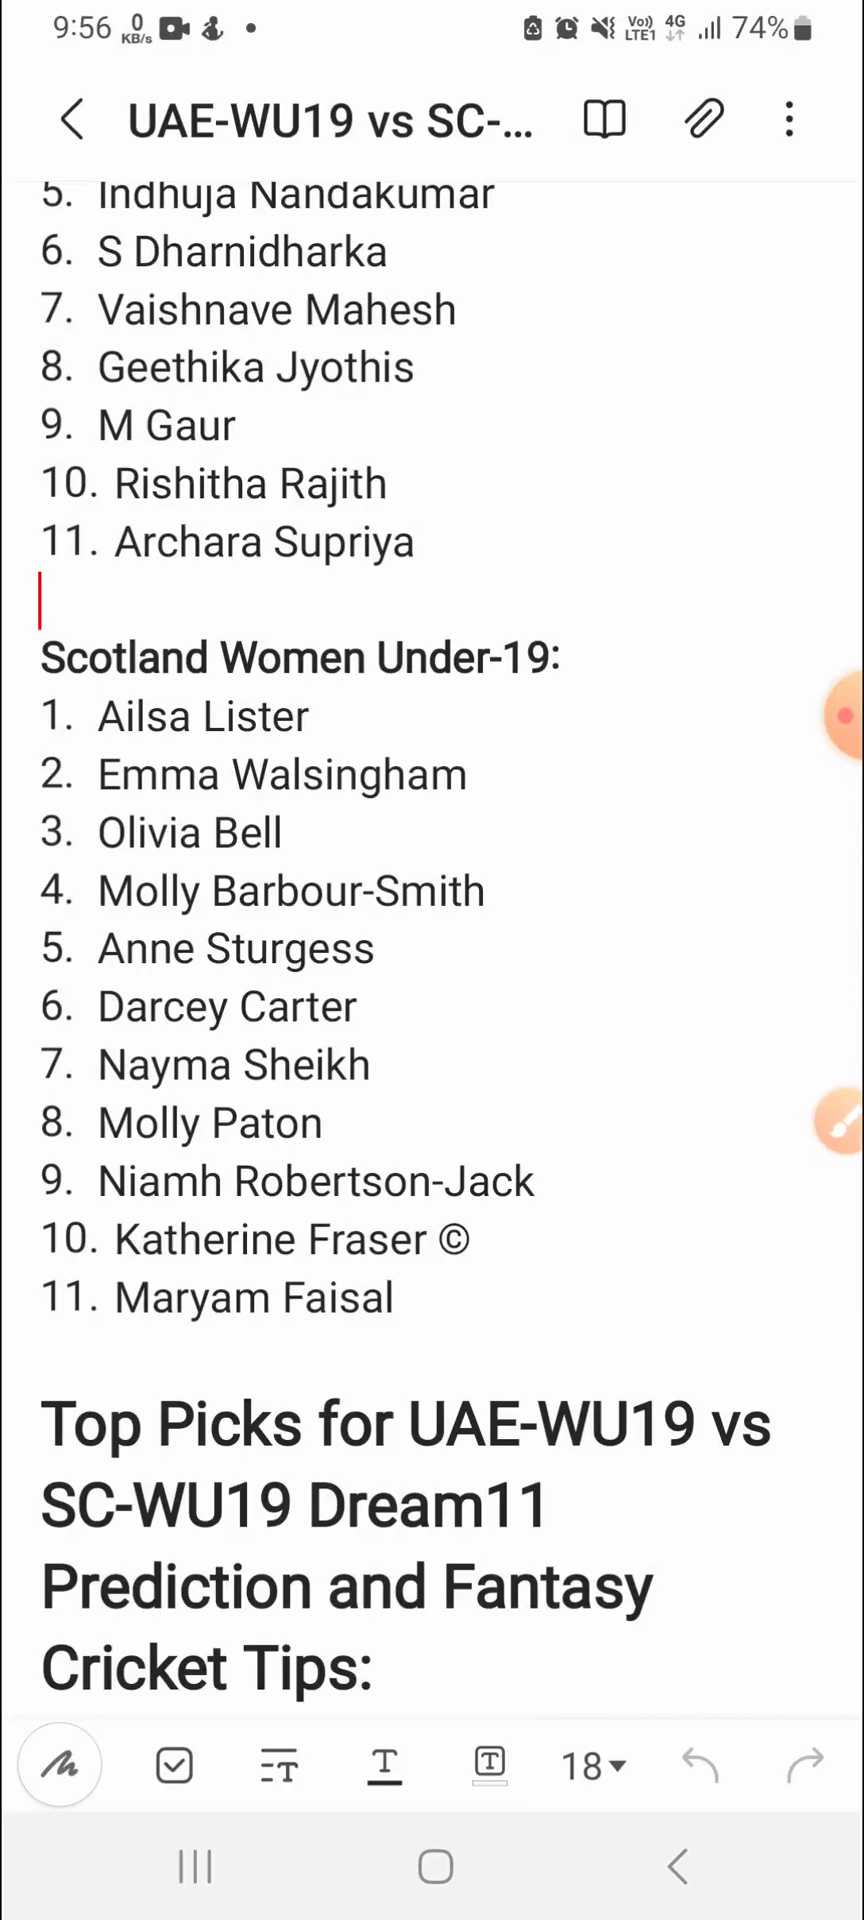 9:56 0 KB/s Vo)) LTE1 4G 74%
UAE-WU19 vs SC-...
5. Indhuja Nandakumar
6. S Dharnidharka
7. Vaishnave Mahesh
8. Geethika Jyothis
9. M Gaur
10. Rishitha Rajith
11. Archara Supriya
Scotland Women Under-19:
1. Ailsa Lister
2. Emma Walsingham
3. Olivia Bell
4. Molly Barbour-Smith
5. Anne Sturgess
6. Darcey Carter
7. Nayma Sheikh
8. Molly Paton
9. Niamh Robertson-Jack
10. Katherine Fraser ©
11. Maryam Faisal
Top Picks for UAE-WU19 vs
SC-WU19 Dream11
Prediction and Fantasy
Cricket Tips:
T T T 18